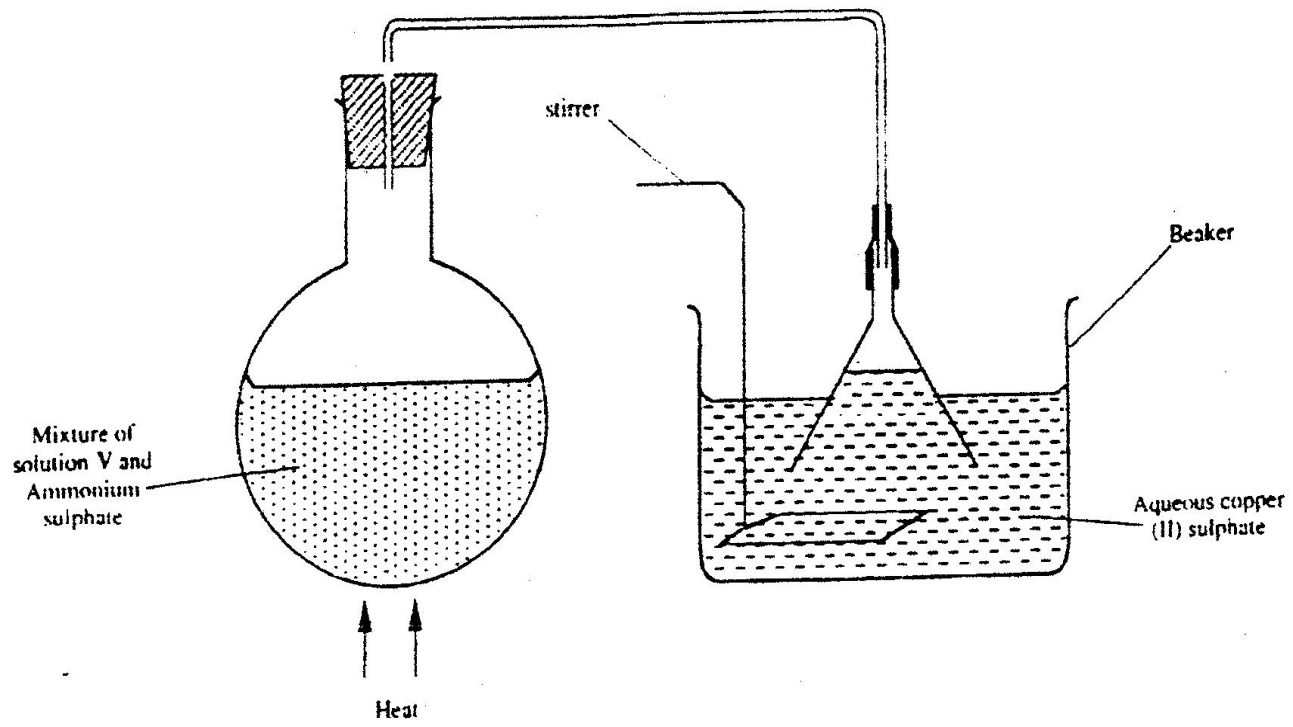 stirrer
Beaker
Mixture of
solution V and
Ammonium
sulphate
Aqueous copper
(II) sulphate
Heat